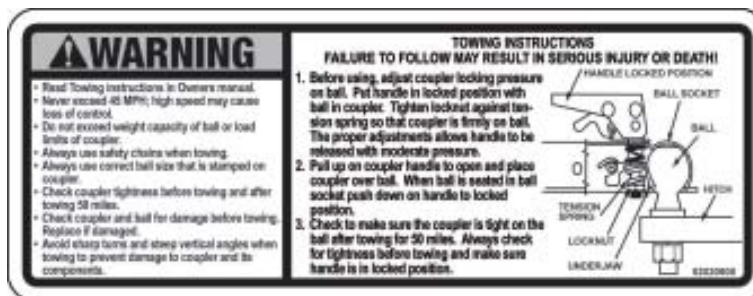 WARNING
• Read Towing instructions in Owners manual.
• Never exceed 45 MPH; high speed may cause
loss of control.
• Do not exceed weight capacity of ball or load
limits of coupler.
• Always use safety chains when towing.
• Always use correct ball size that is stamped on
coupler.
• Check coupler tightness before towing and after
towing 50 miles.
• Check coupler and ball for damage before towing.
Replace if damaged.
• Avoid sharp turns and steep vertical angles when
towing to prevent damage to coupler and its
components.
TOWING INSTRUCTIONS
FAILURE TO FOLLOW MAY RESULT IN SERIOUS INJURY OR DEATH!
1. Before using, adjust coupler locking pressure
on ball. Put handle in locked position with
ball in coupler. Tighten locknut against ten-
sion spring so that coupler is firmly on ball.
The proper adjustments allows handle to be
released with moderate pressure.
2. Pull up on coupler handle to open and place
coupler over ball. When ball is seated in ball
socket push down on handle to locked
position.
3. Check to make sure the coupler is tight on the
ball after towing for 50 miles. Always check
for tightness before towing and make sure
handle is in locked position.
HANDLE LOCKED POSITION
BALL SOCKET
BALL
HITCH
TENSION
SPRING
LOCKNUT
UNDERJAW